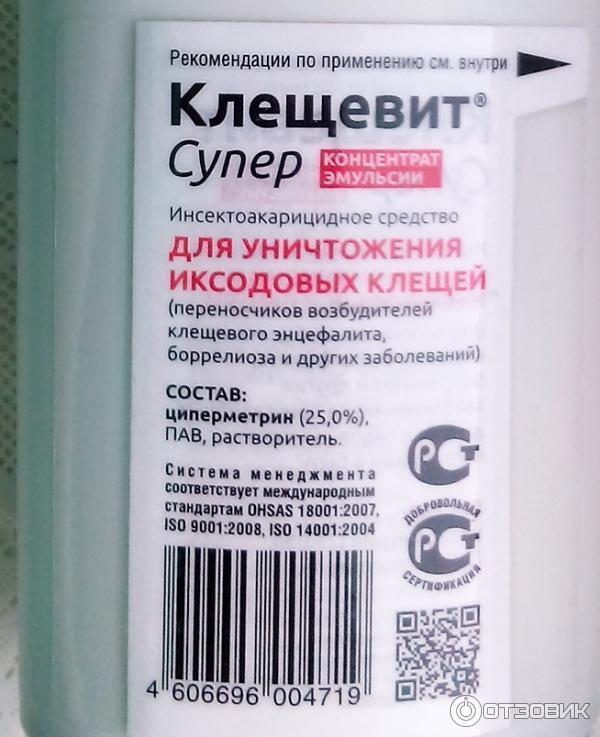 Рекомендации по применению см. внутри
Клещевит®
Супер
КОНЦЕНТРАТ
ЭМУЛЬСИИ
Инсектоакарицидное средство
ДЛЯ УНИЧТОЖЕНИЯ
ИКСОДОВЫХ КЛЕЩЕЙ
(переносчиков возбудителей
клещевого энцефалита,
боррелиоза и других заболеваний)
СОСТАВ:
циперметрин (25,0%),
ПАВ, растворитель.
Система менеджмента
соответствует международным
стандартам OHSAS 18001:2007,
ISO 9001:2008, ISO 14001:2004
РСТ
ДОБРОВОЛЬНАЯ
РСТ
СЕРТИФИКАЦИЯ
4 606696 004719
ОТЗОВИК